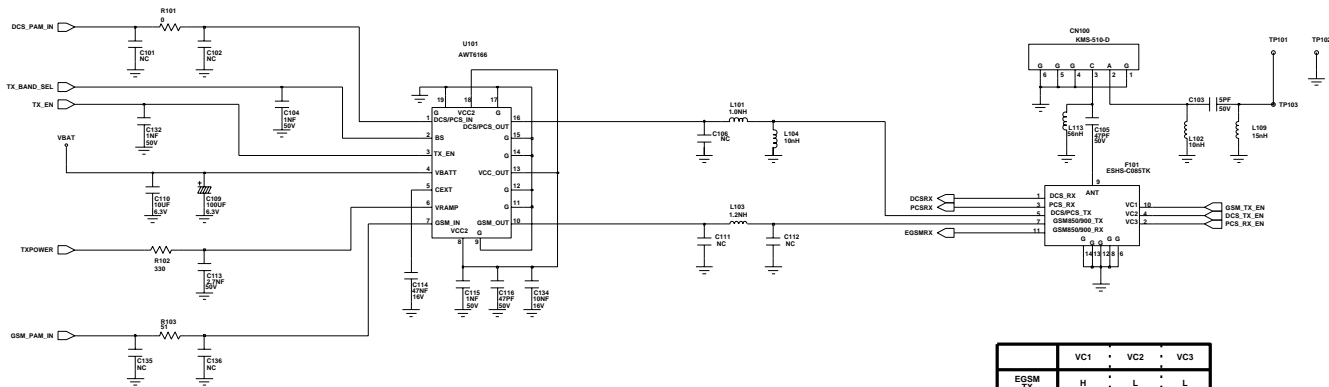 R101
0
DCS_PAM_IN
C101
NC
C102
NC
U101
AWT6166
TX_BAND_SEL
TX_EN
C132
1NF
50V
C104
1NF
50V
VBAT
C110
10UF
6.3V
+
C109
100UF
6.3V
TXPOWER
R102
330
C113
2.7NF
50V
GSM_PAM_IN
R103
51
C135
NC
C136
NC
19 18 17
G VCC2 G
1 DCS/PCS_IN
DCS/PCS_OUT 16
2 BS
G 15
3 TX_EN
G 14
4 VBATT
VCC_OUT 13
5 CEXT
G 12
6 VRAMP
G 11
7 GSM_IN
GSM_OUT 10
VCC2 G
8 9
C114
47NF
16V
C115
1NF
50V
C116
47PF
50V
C134
10NF
16V
L101
1.0NH
C106
NC
L104
10nH
L103
1.2NH
C111
NC
C112
NC
CN100
KMS-510-D
G G G C A G
6 5 4 3 2 1
TP101
TP102
TP103
C103
5PF
50V
L113
56nH
C105
47PF
50V
L102
10nH
L109
15nH
F101
ESHS-C085TK
9
ANT
DCSRX
1 DCS_RX
PCSRX
3 PCS_RX
5 DCS/PCS_TX
7 GSM850/900_TX
EGSMRX
11 GSM850/900_RX
VC1 10 GSM_TX_EN
VC2 4 DCS_TX_EN
VC3 2 PCS_RX_EN
G G G G G
14 13 12 8 6
VC1 VC2 VC3
EGSM
TX
H L L